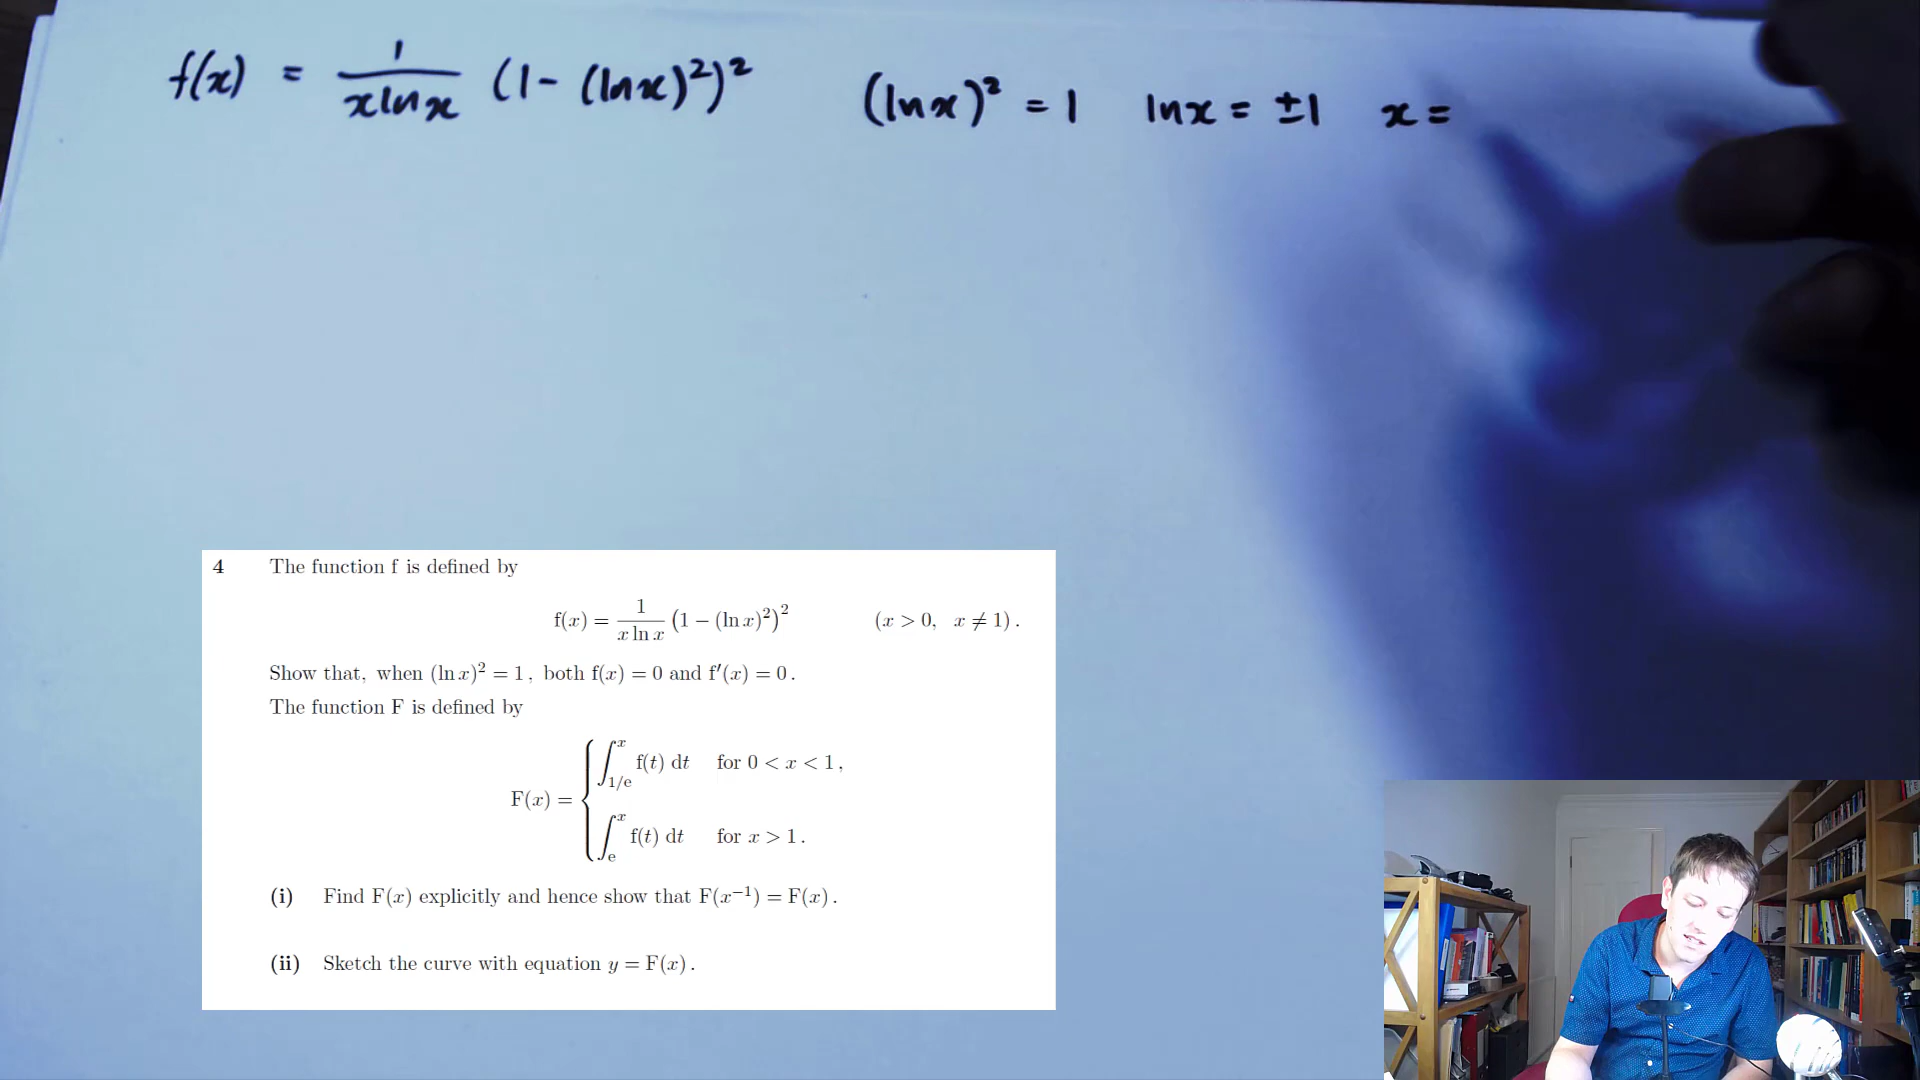 f(x) = 1/(x ln x) (1 - (ln x)²)²   (ln x)² = 1   ln x = ±1   x =
4 The function f is defined by
f(x) = 1/(x ln x) (1 − (ln x)²)²   (x > 0, x ≠ 1).
Show that, when (ln x)² = 1, both f(x) = 0 and f′(x) = 0.
The function F is defined by
F(x) = { ∫_{1/e}^{x} f(t) dt for 0 < x < 1,
∫_{e}^{x} f(t) dt for x > 1.
(i) Find F(x) explicitly and hence show that F(x⁻¹) = F(x).
(ii) Sketch the curve with equation y = F(x).